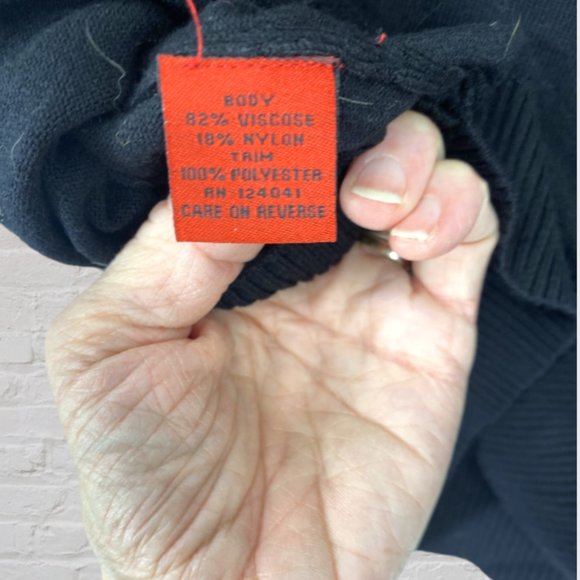 BODY
82% VISCOSE
18% NYLON
TRIM
100% POLYESTER
RN 124041
CARE ON REVERSE